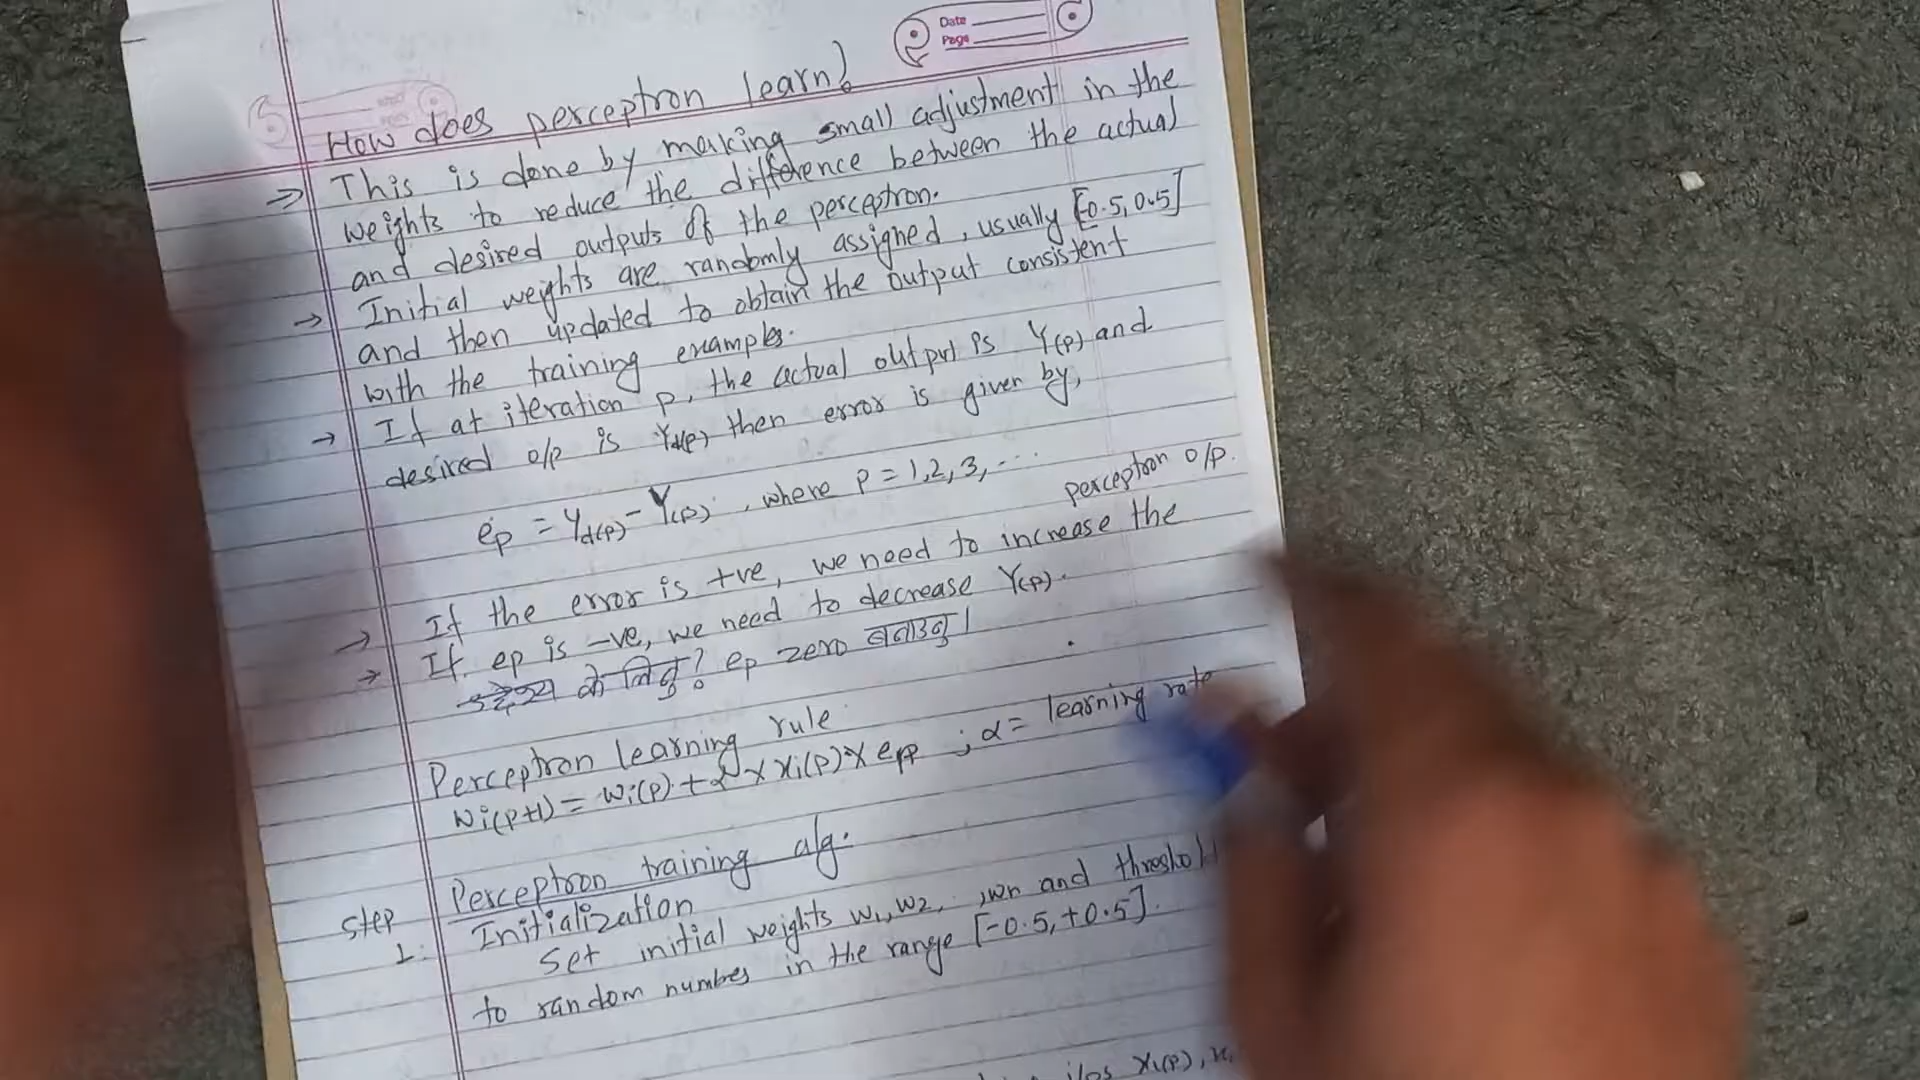 Date
Page
How does perceptron learn?
→ This is done by making small adjustment in the
weights to reduce the difference between the actual
and desired outputs of the perceptron.
→ Initial weights are randomly assigned, usually [-0.5, 0.5]
and then updated to obtain the output consistent
with the training examples.
→ If at iteration p, the actual output is Y(p) and
desired o/p is Yd(p) then error is given by,
ep = Yd(p) - Y(p), where p = 1,2,3,...
perceptron o/p.
→ If the error is +ve, we need to increase the
→ If ep is -ve, we need to decrease Y(p).
उद्देश्य के लिनु? ep zero बनाउनु।
Perceptron learning rule
wi(p+1) = wi(p) + α x xi(p) x ep ; α = learning rate
Perceptron training alg.
step 1: Initialization
Set initial weights w1, w2, ..., wn and threshold
to random numbes in the range [-0.5, +0.5].
i/ps x1(p),